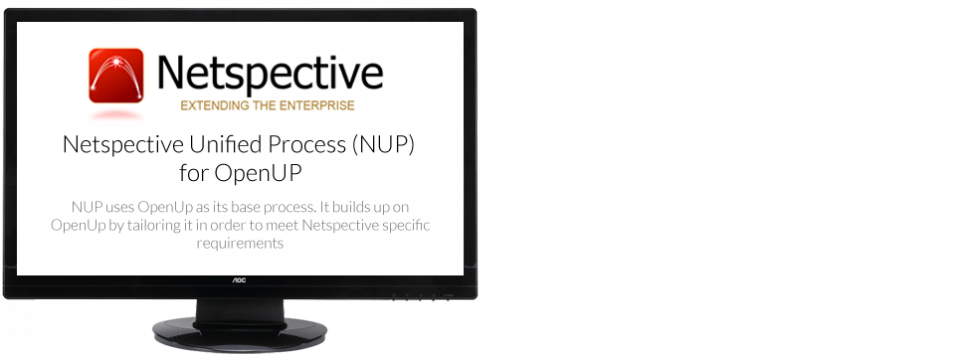 Netspective
EXTENDING THE ENTERPRISE
Netspective Unified Process (NUP)
for OpenUP
NUP uses OpenUp as its base process. It builds up on
OpenUp by tailoring it in order to meet Netspective specific
requirements
AOC